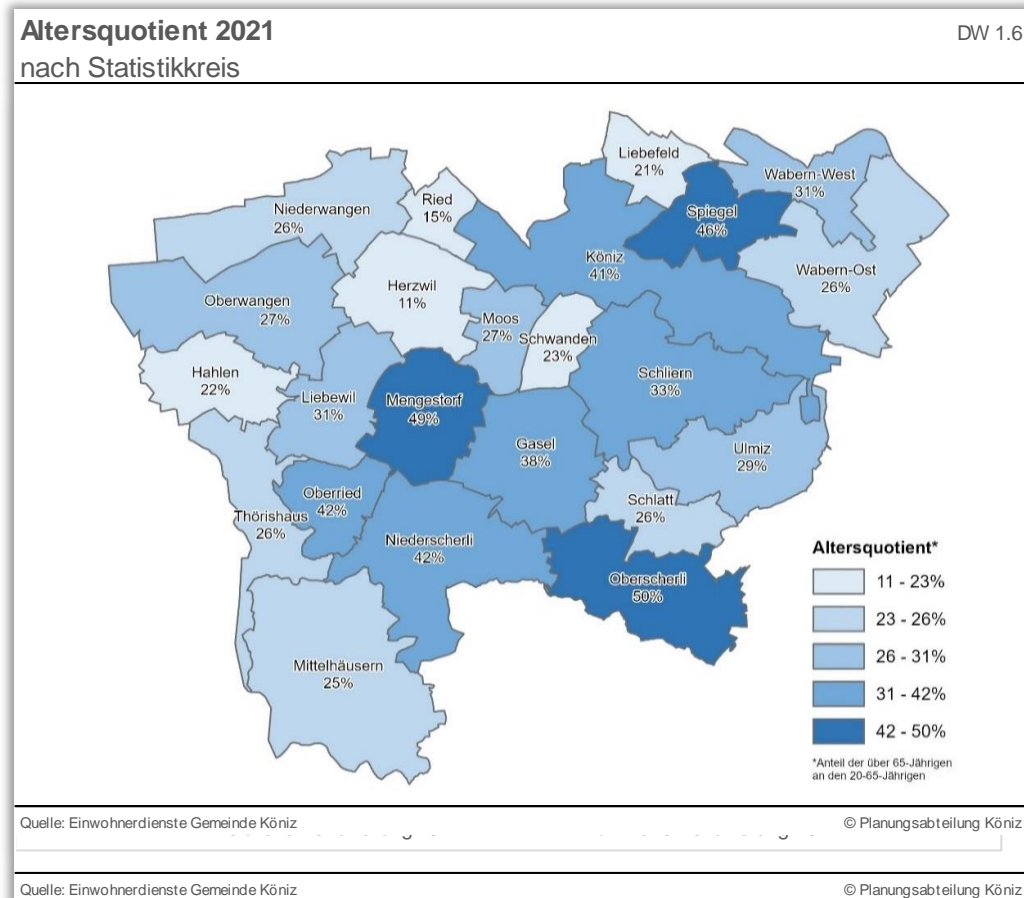 Altersquotient 2021
DW 1.6
nach Statistikkreis
Liebefeld
21%
Wabern-West
31%
Ried
15%
Niederwangen
26%
Spiegel
46%
Köniz
41%
Wabern-Ost
26%
Herzwil
11%
Oberwangen
27%
Moos
27%
Schwanden
23%
Hahlen
22%
Schliern
33%
Liebewil
31%
Mengestorf
49%
Gasel
38%
Ulmiz
29%
Oberried
42%
Schlatt
26%
Thörishaus
26%
Niederscherli
42%
Oberscherli
50%
Mittelhäusern
25%
Altersquotient*
11 - 23%
23 - 26%
26 - 31%
31 - 42%
42 - 50%
*Anteil der über 65-Jährigen
an den 20-65-Jährigen
Quelle: Einwohnerdienste Gemeinde Köniz
© Planungsabteilung Köniz
Quelle: Einwohnerdienste Gemeinde Köniz
© Planungsabteilung Köniz